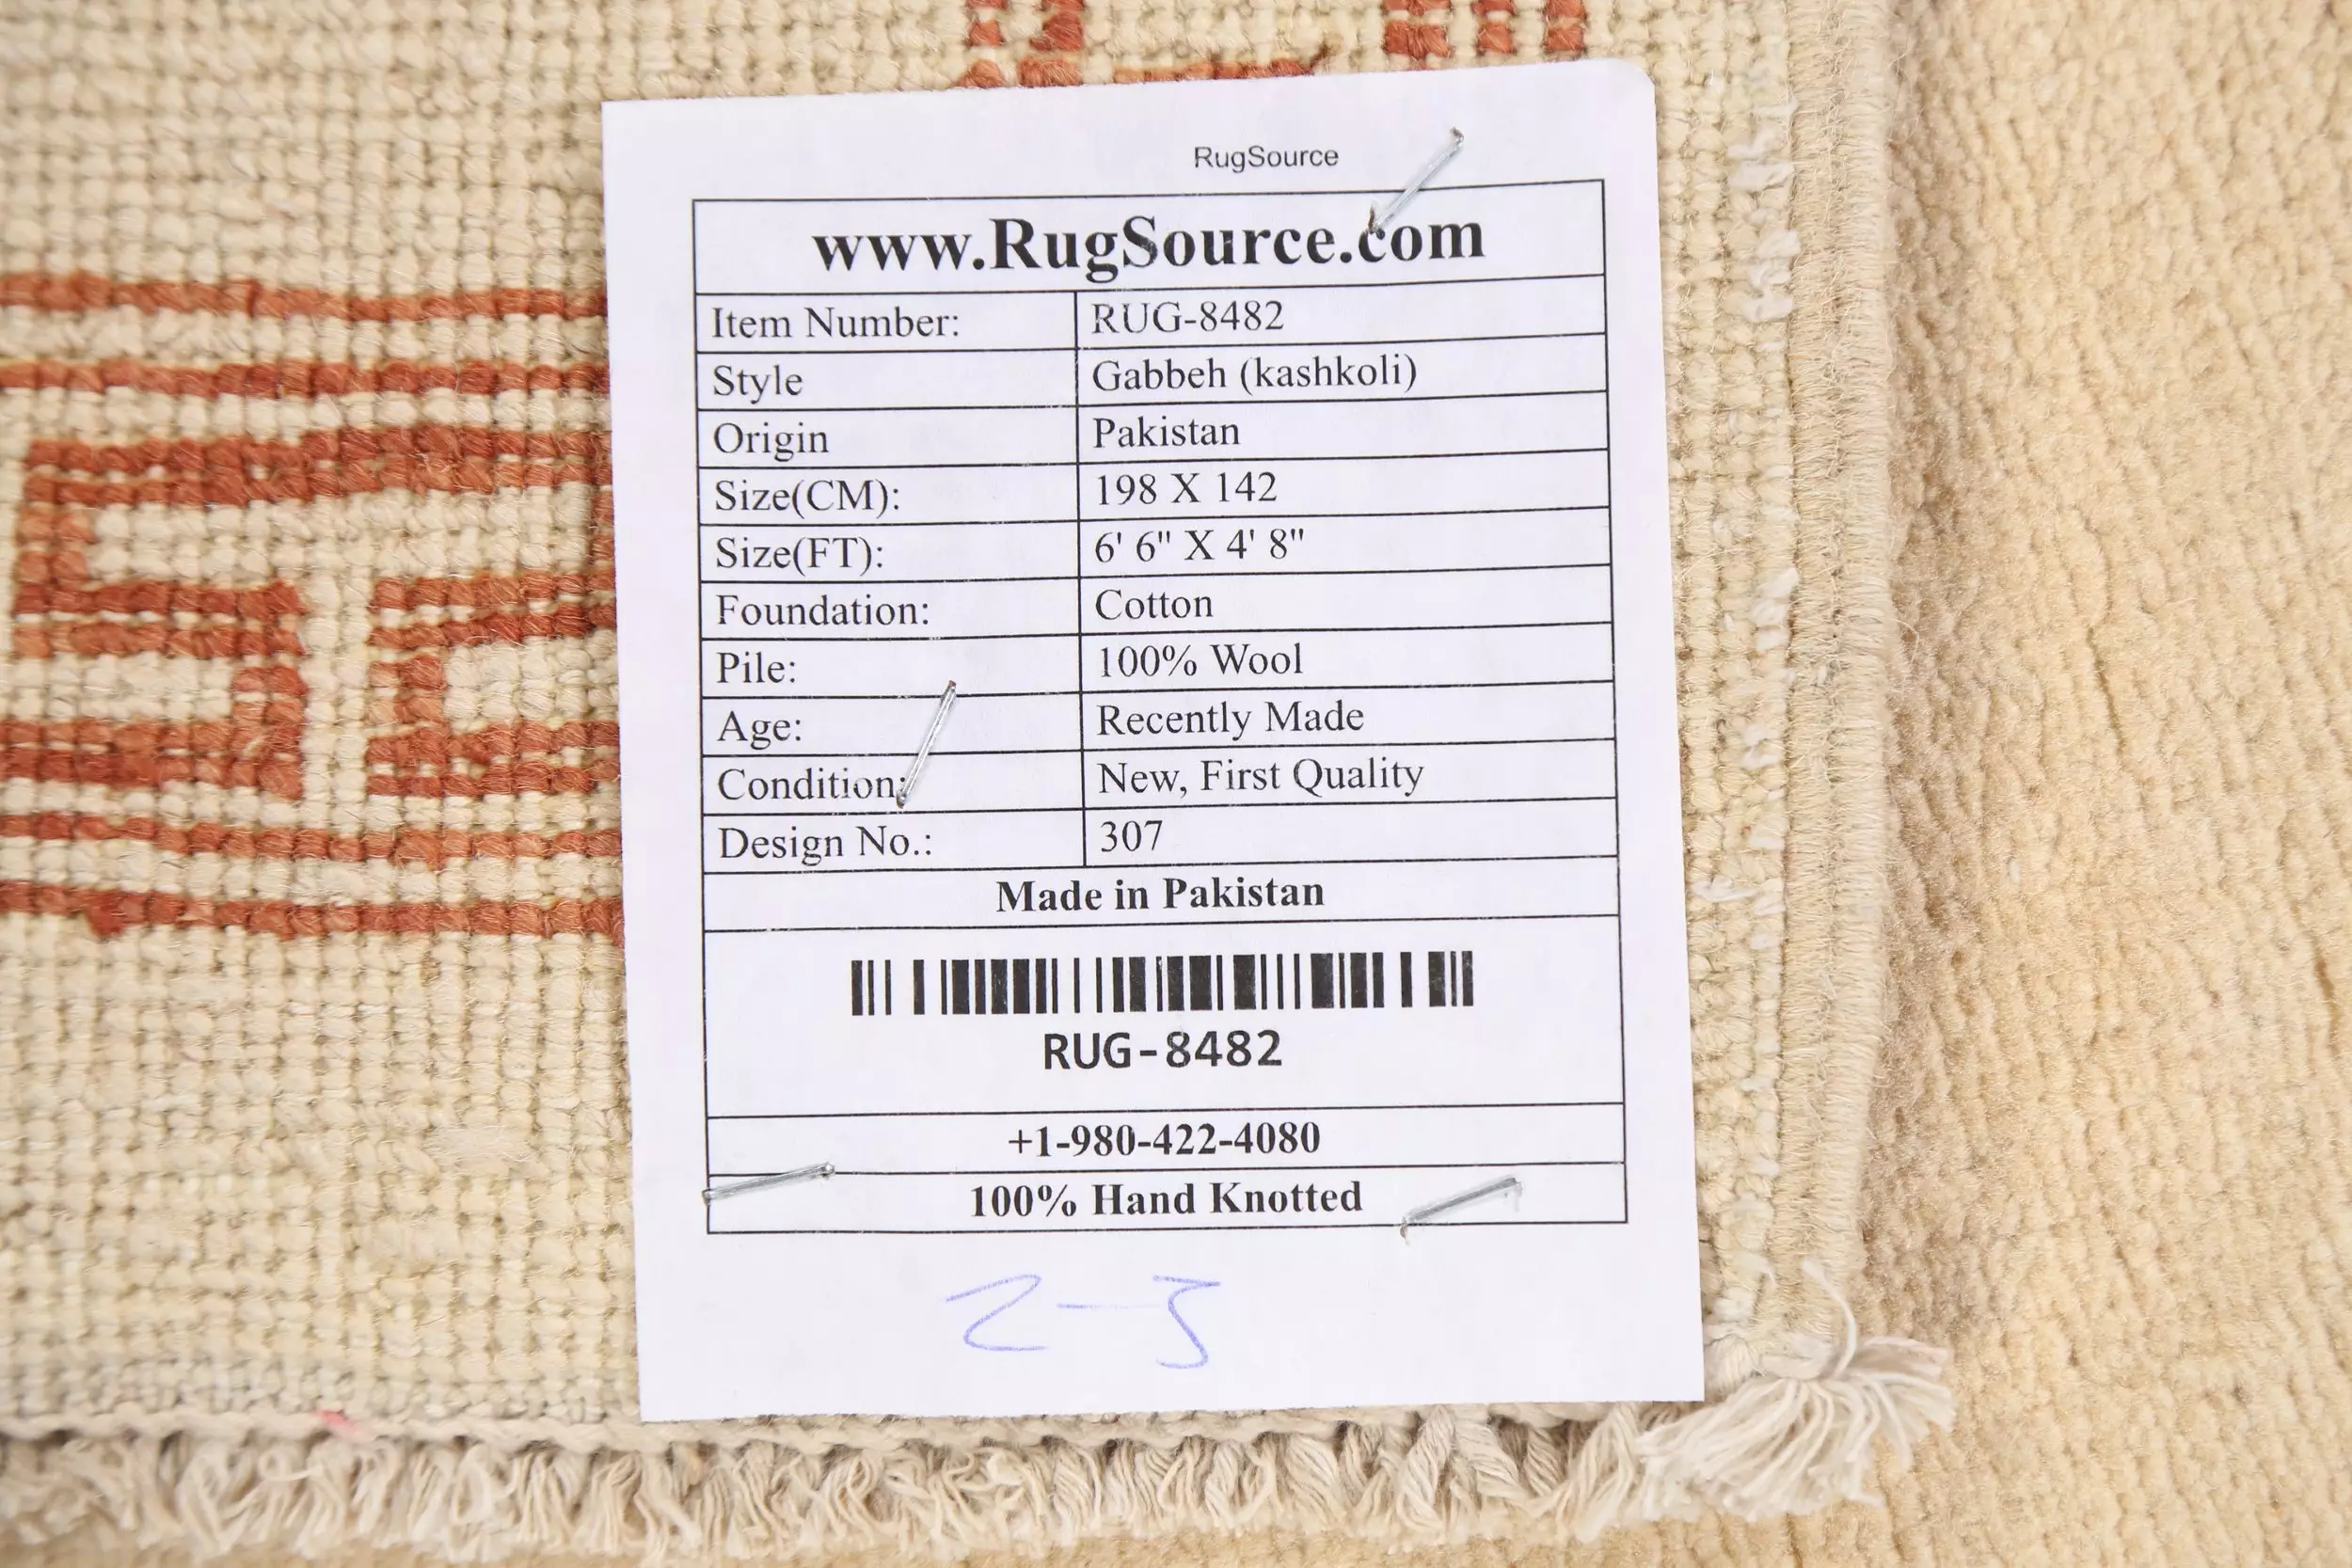 RugSource
www.RugSource.com
Item Number: RUG-8482
Style Gabbeh (kashkoli)
Origin Pakistan
Size(CM): 198 X 142
Size(FT): 6' 6" X 4' 8"
Foundation: Cotton
Pile: 100% Wool
Age: Recently Made
Condition: New, First Quality
Design No.: 307
Made in Pakistan
RUG-8482
+1-980-422-4080
100% Hand Knotted